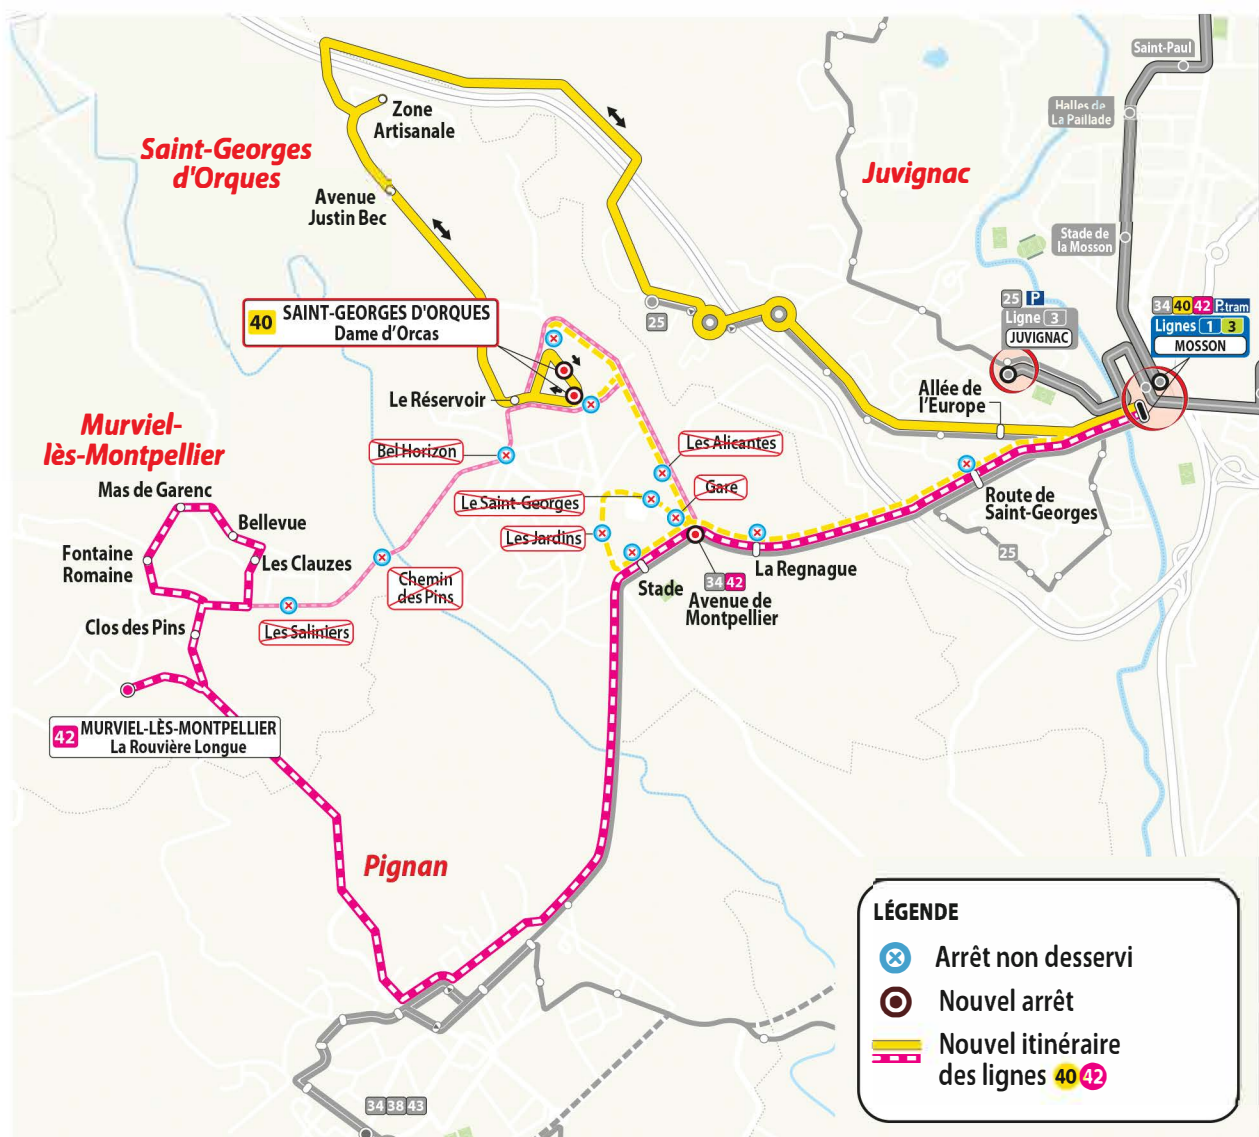 Saint-Paul
Halles de
La Paillade
Zone
Artisanale
Saint-Georges
d'Orques
Juvignac
Avenue
Justin Bec
Stade de
la Mosson
25 P
Ligne 3
JUVIGNAC
34 40 42 P+tram
Lignes 1 3
MOSSON
40 SAINT-GEORGES D'ORQUES
Dame d'Orcas
25
Allée de
l'Europe
Le Réservoir
Murviel-
lès-Montpellier
Bel Horizon
Les Alicantes
Mas de Garenc
Gare
Le Saint-Georges
Route de
Saint-Georges
Bellevue
Les Jardins
Fontaine
Romaine
Les Clauzes
25
La Regnague
Chemin
des Pins
Stade
34 42
Avenue de
Montpellier
Clos des Pins
Les Saliniers
42 MURVIEL-LÈS-MONTPELLIER
La Rouvière Longue
Pignan
LÉGENDE
Arrêt non desservi
Nouvel arrêt
Nouvel itinéraire
des lignes 40 42
34 38 43